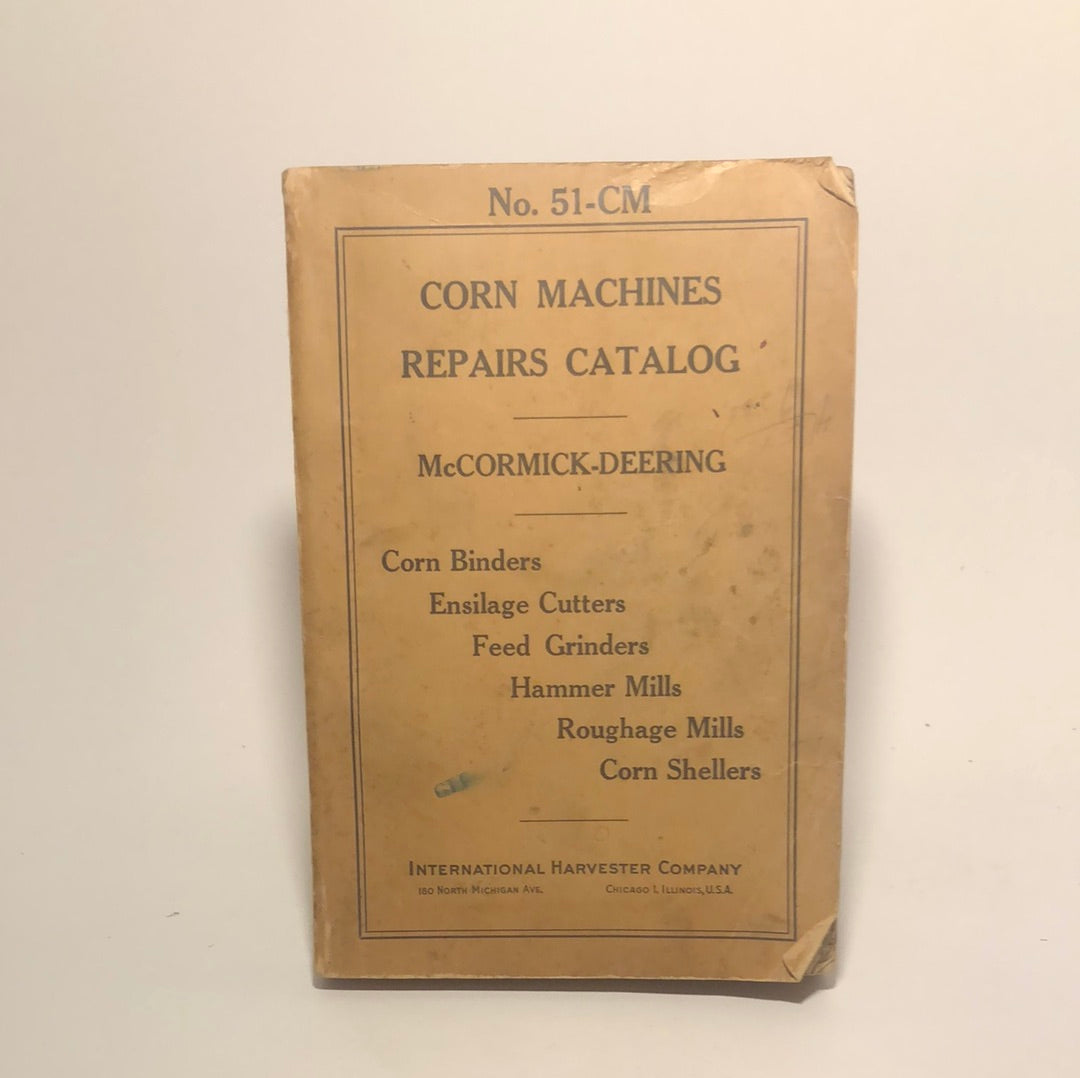 No. 51-CM
CORN MACHINES
REPAIRS CATALOG
McCORMICK-DEERING
Corn Binders
Ensilage Cutters
Feed Grinders
Hammer Mills
Roughage Mills
Corn Shellers
INTERNATIONAL HARVESTER COMPANY
180 NORTH MICHIGAN AVE. CHICAGO 1, ILLINOIS, U.S.A.